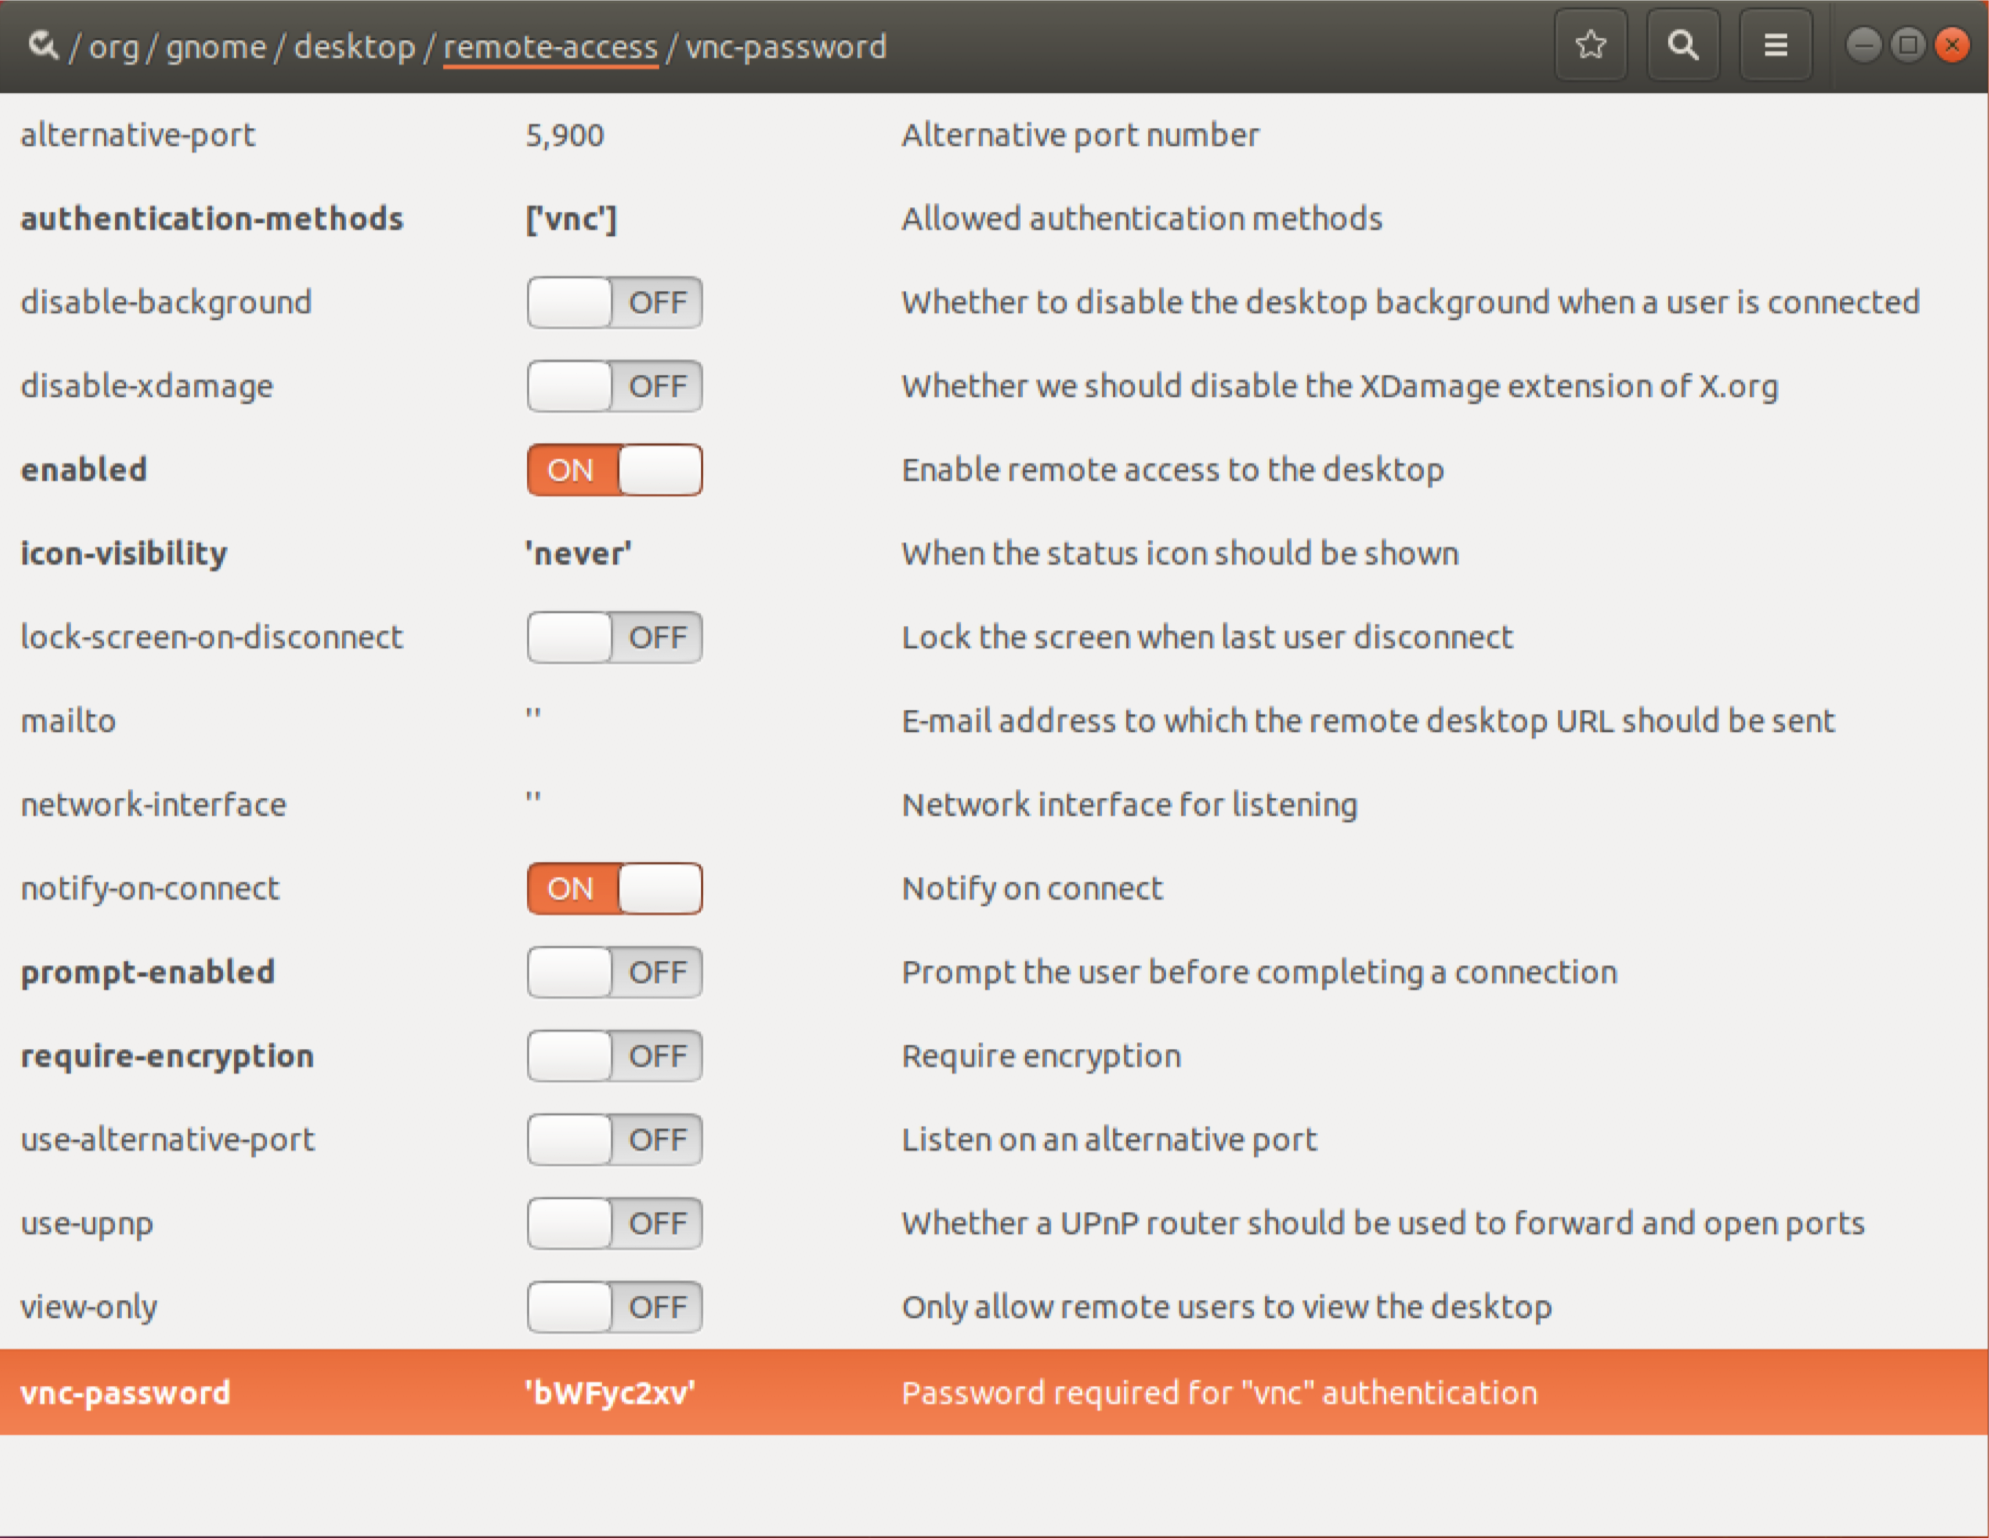 / org / gnome / desktop / remote-access / vnc-password
alternative-port 5,900 Alternative port number
authentication-methods ['vnc'] Allowed authentication methods
disable-background OFF Whether to disable the desktop background when a user is connected
disable-xdamage OFF Whether we should disable the XDamage extension of X.org
enabled ON Enable remote access to the desktop
icon-visibility 'never' When the status icon should be shown
lock-screen-on-disconnect OFF Lock the screen when last user disconnect
mailto '' E-mail address to which the remote desktop URL should be sent
network-interface '' Network interface for listening
notify-on-connect ON Notify on connect
prompt-enabled OFF Prompt the user before completing a connection
require-encryption OFF Require encryption
use-alternative-port OFF Listen on an alternative port
use-upnp OFF Whether a UPnP router should be used to forward and open ports
view-only OFF Only allow remote users to view the desktop
vnc-password 'bWFyc2xv' Password required for "vnc" authentication